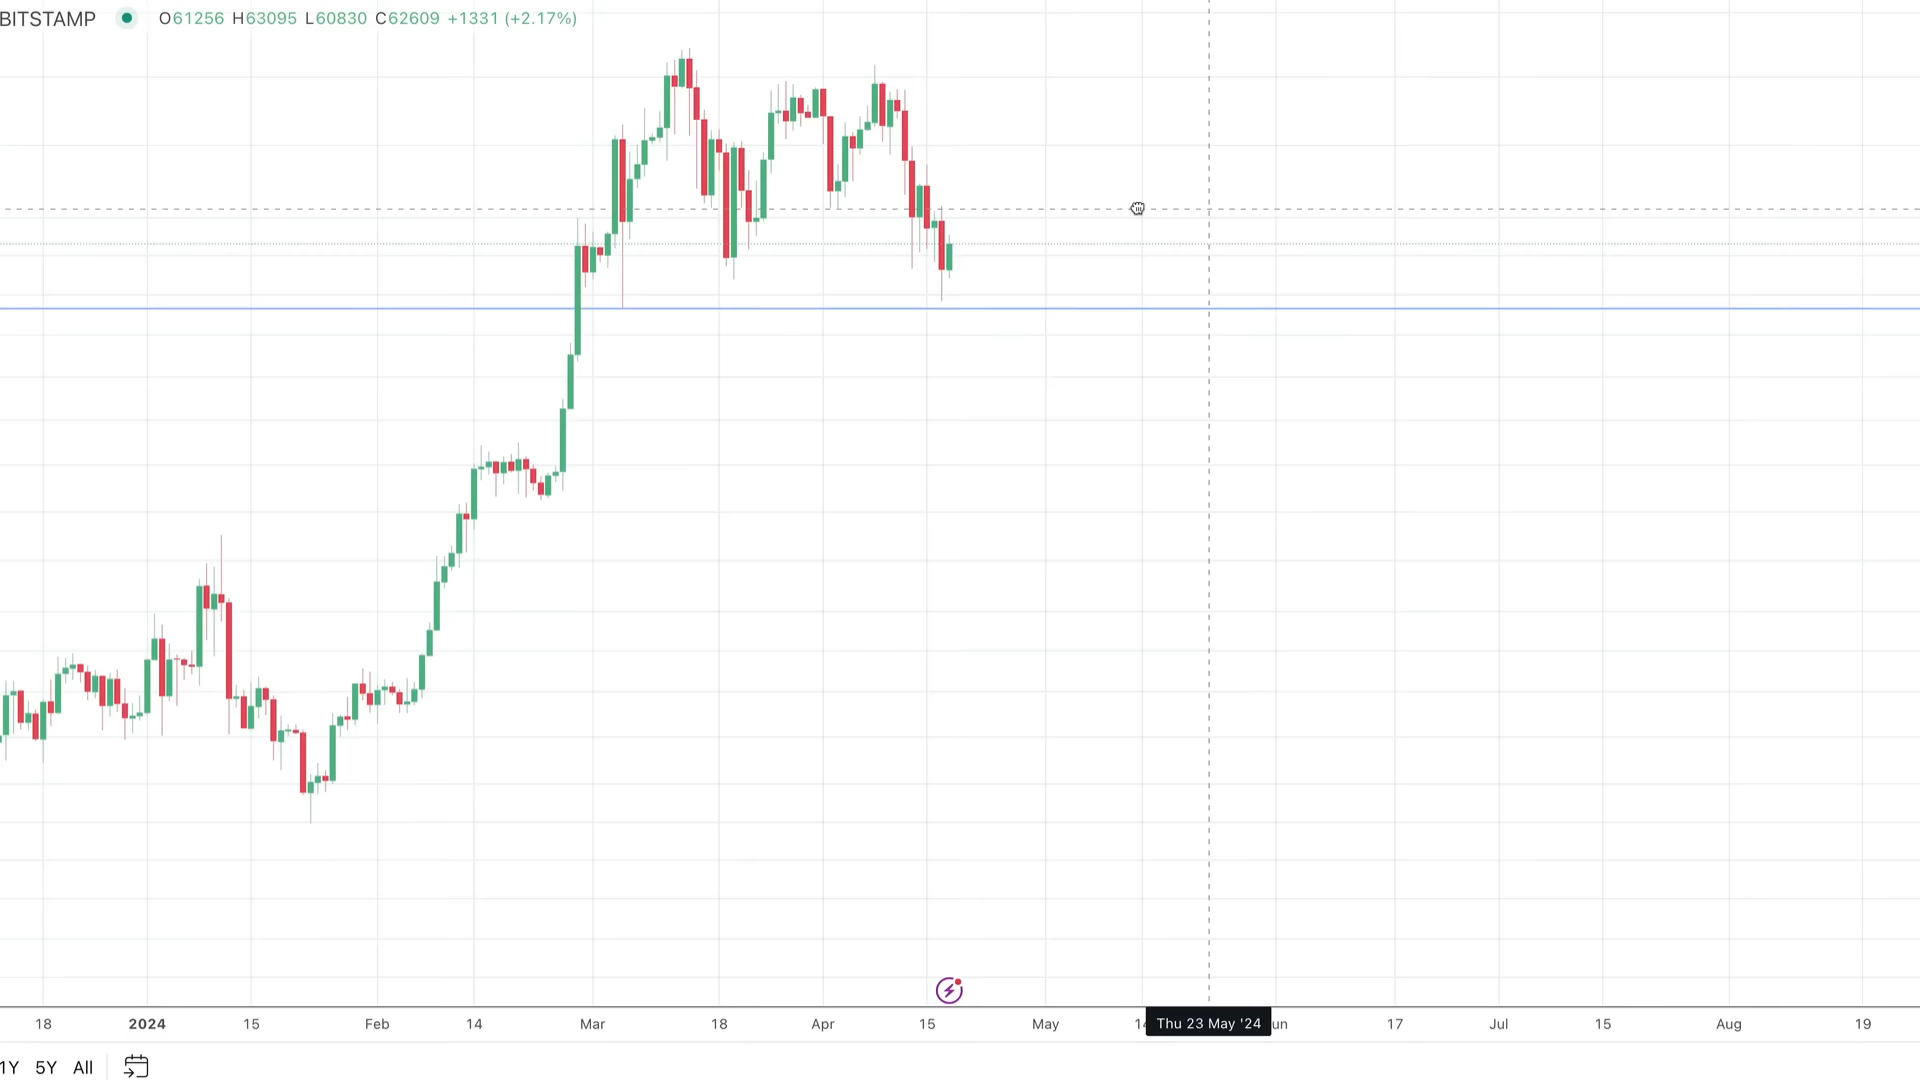 BITSTAMP O61256 H63095 L60830 C62609 +1331 (+2.17%)
18 2024 15 Feb 14 Mar 18 Apr 15 May 14 Thu 23 May '24 un 17 Jul 15 Aug 19
1Y 5Y All